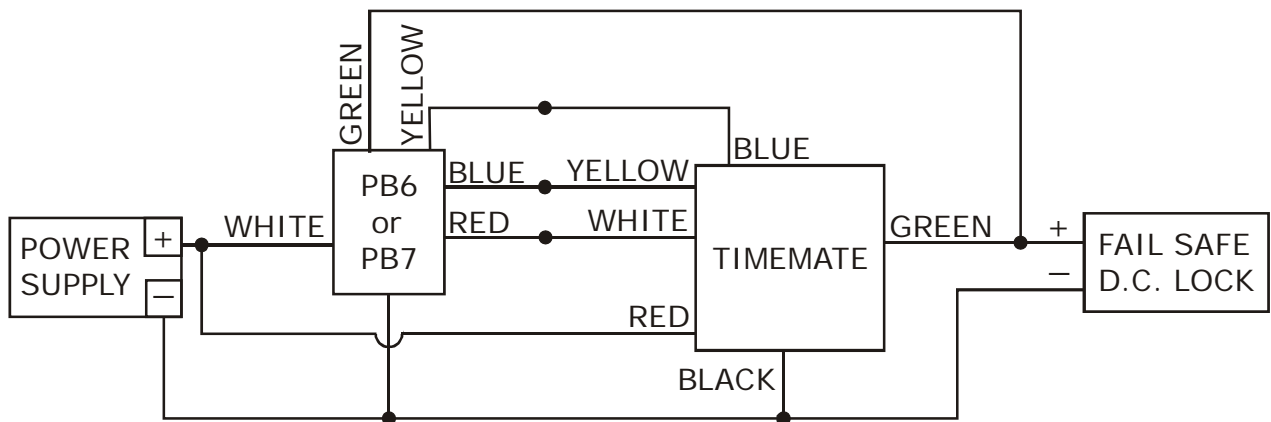 GREEN
YELLOW
BLUE
PB6
or
PB7
BLUE
YELLOW
RED
WHITE
WHITE
POWER
SUPPLY
+
−
TIMEMATE
GREEN
+
−
FAIL SAFE
D.C. LOCK
RED
BLACK